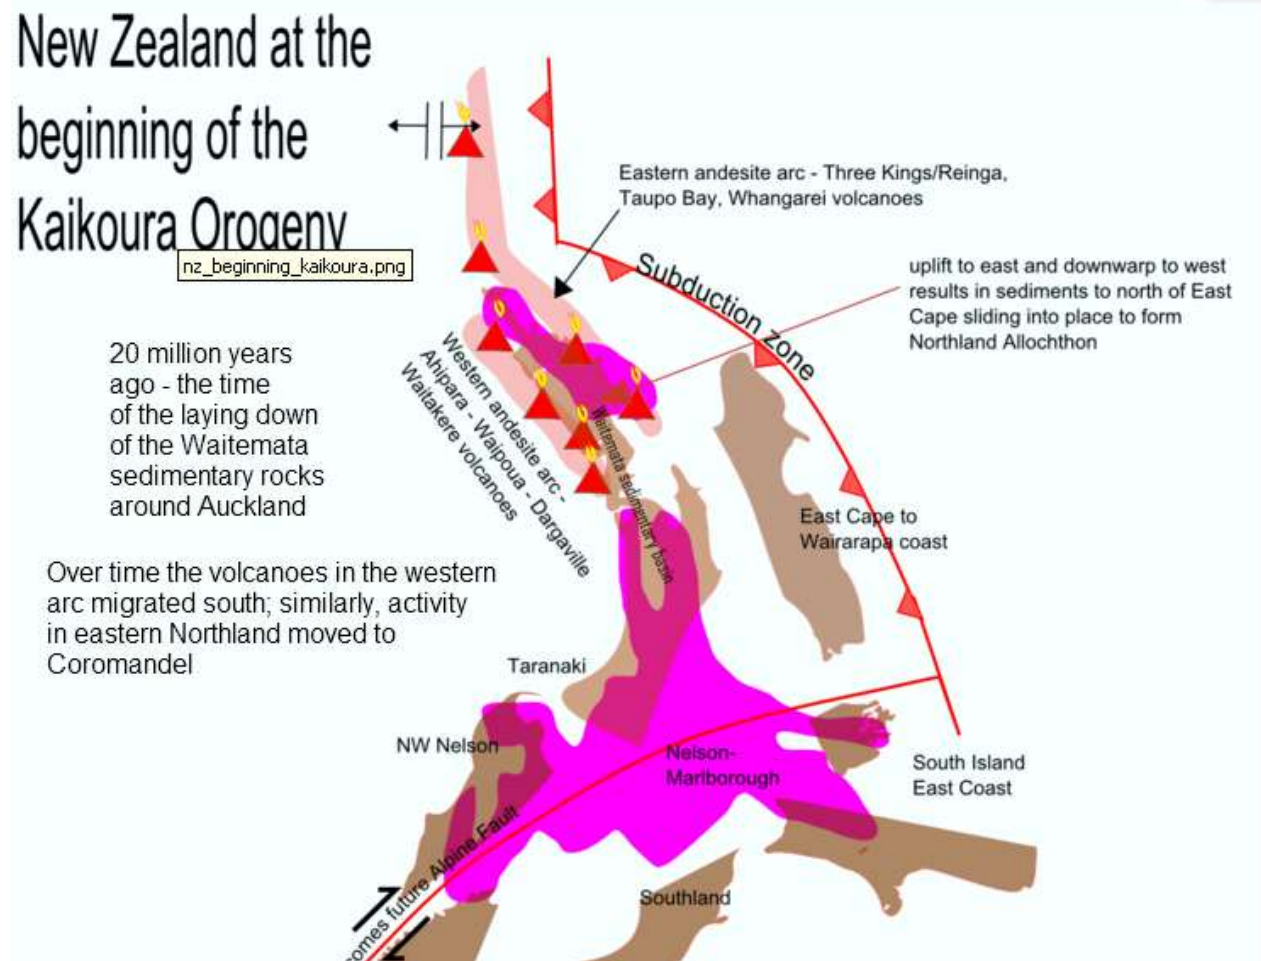 New Zealand at the
beginning of the
Kaikoura Orogeny
nz_beginning_kaikoura.png
Eastern andesite arc - Three Kings/Reinga,
Taupo Bay, Whangarei volcanoes
Subduction zone
uplift to east and downwarp to west
results in sediments to north of East
Cape sliding into place to form
Northland Allochthon
20 million years
ago - the time
of the laying down
of the Waitemata
sedimentary rocks
around Auckland
Western andesite arc -
Ahipara - Waipoua - Dargaville
Waitakere volcanoes
Waitemata sedimentary basin
East Cape to
Wairarapa coast
Over time the volcanoes in the western
arc migrated south; similarly, activity
in eastern Northland moved to
Coromandel
Taranaki
NW Nelson
Nelson-
Marlborough
South Island
East Coast
comes future Alpine Fault
Southland